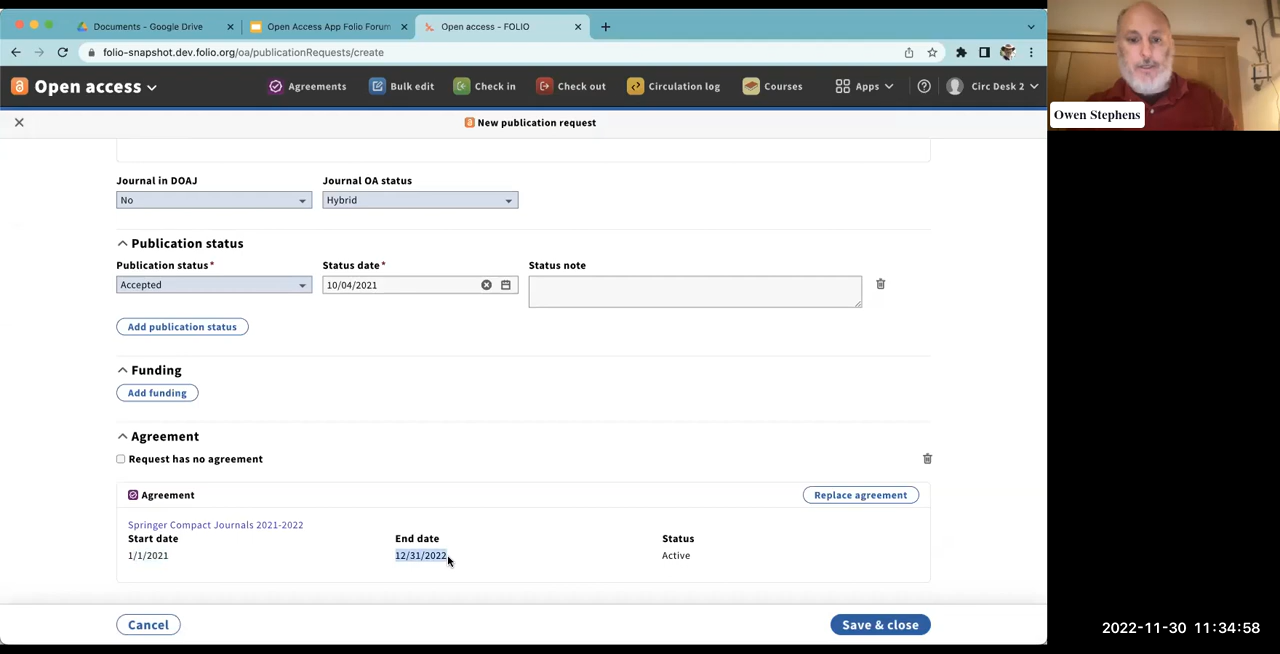 Documents - Google Drive
Open Access App Folio Forum
Open access - FOLIO
folio-snapshot.dev.folio.org/oa/publicationRequests/create
Open access
Agreements
Bulk edit
Check in
Check out
Circulation log
Courses
Apps
Circ Desk 2
New publication request
Owen Stephens
Journal in DOAJ
Journal OA status
No
Hybrid
Publication status
Publication status*
Status date*
Status note
Accepted
10/04/2021
Add publication status
Funding
Add funding
Agreement
Request has no agreement
Agreement
Replace agreement
Springer Compact Journals 2021-2022
Start date
End date
Status
1/1/2021
12/31/2022
Active
Cancel
Save & close
2022-11-30 11:34:58